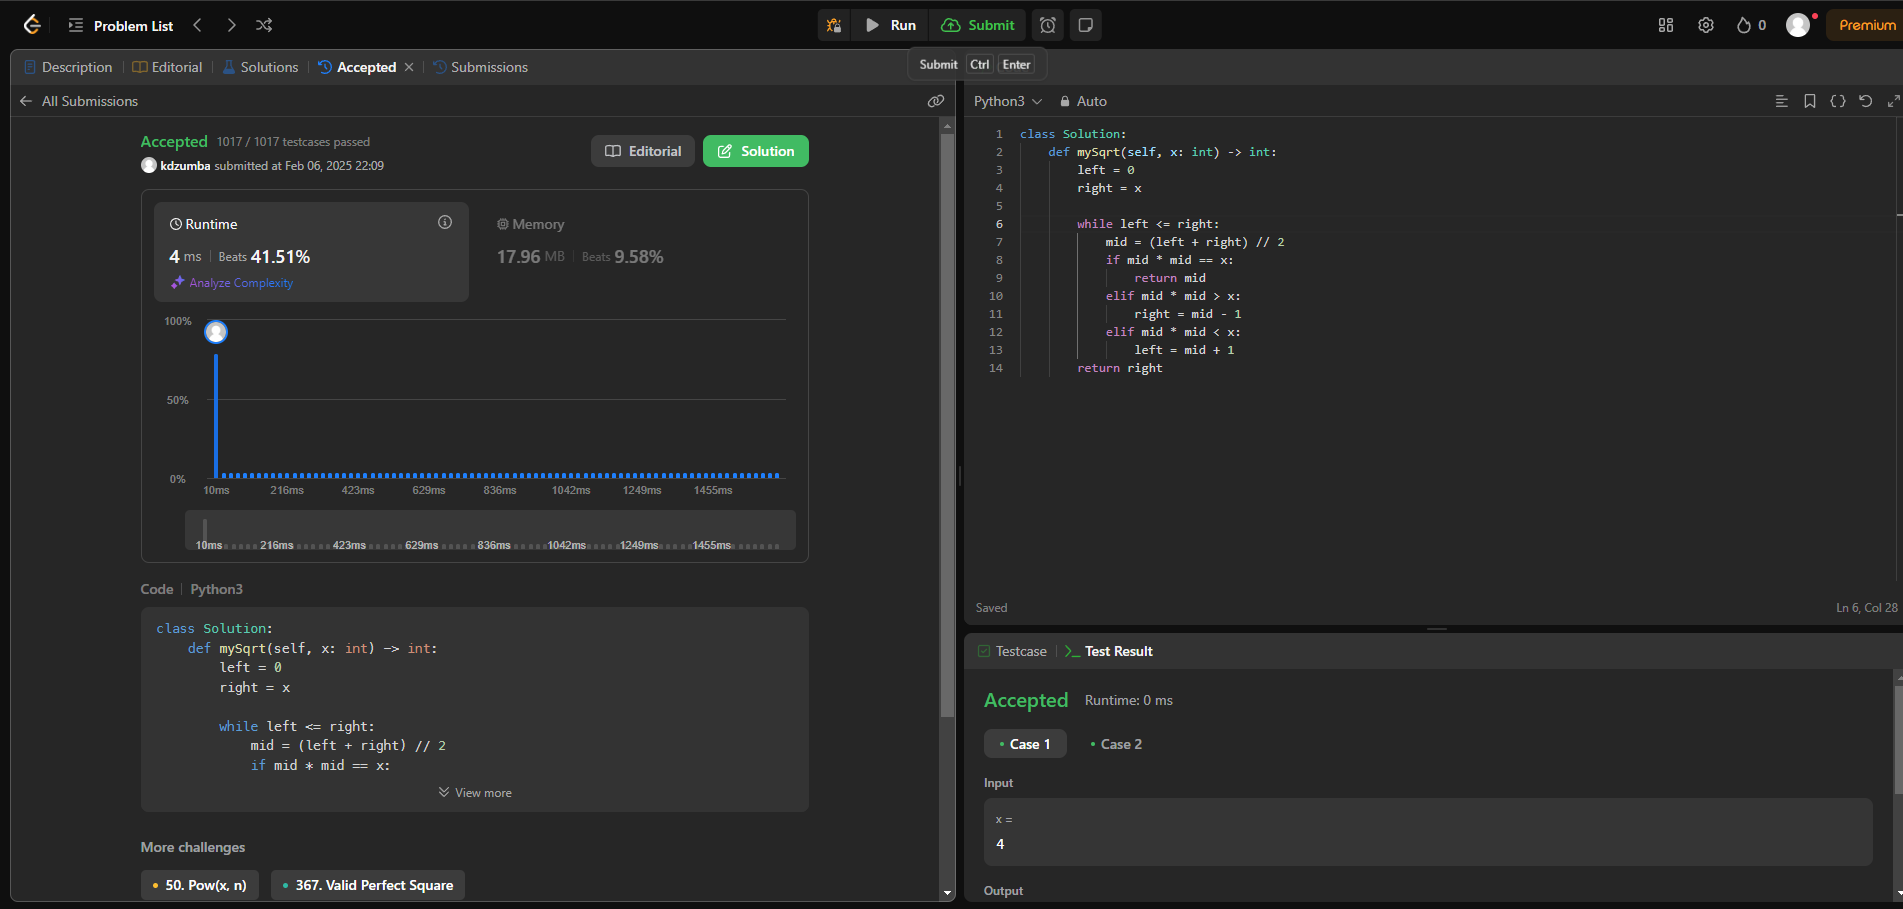 Problem List
Run
Submit
0
Premium
Submit Ctrl Enter
Description
Editorial
Solutions
Accepted
Submissions
All Submissions
Accepted 1017 / 1017 testcases passed
kdzumba submitted at Feb 06, 2025 22:09
Editorial
Solution
Runtime
4 ms Beats 41.51%
Analyze Complexity
Memory
17.96 MB Beats 9.58%
100%
50%
0%
10ms 216ms 423ms 629ms 836ms 1042ms 1249ms 1455ms
10ms 216ms 423ms 629ms 836ms 1042ms 1249ms 1455ms
Code Python3
class Solution:
    def mySqrt(self, x: int) -> int:
        left = 0
        right = x
        while left <= right:
            mid = (left + right) // 2
            if mid * mid == x:
View more
More challenges
50. Pow(x, n)
367. Valid Perfect Square
Python3
Auto
1 class Solution:
2     def mySqrt(self, x: int) -> int:
3         left = 0
4         right = x
5
6         while left <= right:
7             mid = (left + right) // 2
8             if mid * mid == x:
9                 return mid
10             elif mid * mid > x:
11                 right = mid - 1
12             elif mid * mid < x:
13                 left = mid + 1
14         return right
Saved
Ln 6, Col 28
Testcase
Test Result
Accepted Runtime: 0 ms
Case 1
Case 2
Input
x =
4
Output